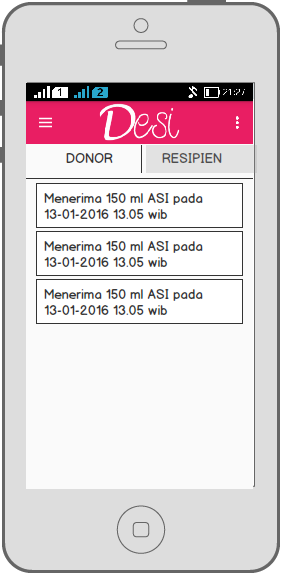 1 2 21:27
Desi
DONOR RESIPIEN
Menerima 150 ml ASI pada
13-01-2016 13.05 wib
Menerima 150 ml ASI pada
13-01-2016 13.05 wib
Menerima 150 ml ASI pada
13-01-2016 13.05 wib